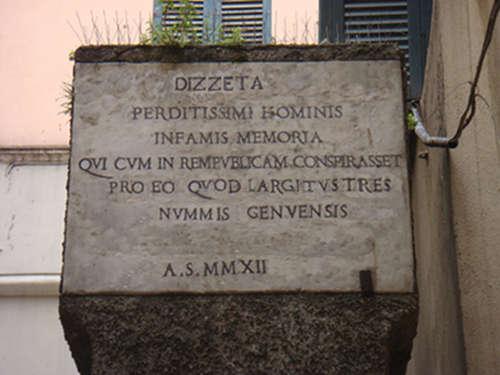 DIZZETA
PERDITISSIMI HOMINIS
INFAMIS MEMORIA
QVI CVM IN REMPVBLICAM CONSPIRASSET
PRO EO QVOD LARGITVS TRES
NVMMIS GENVENSIS
A.S. MMXII